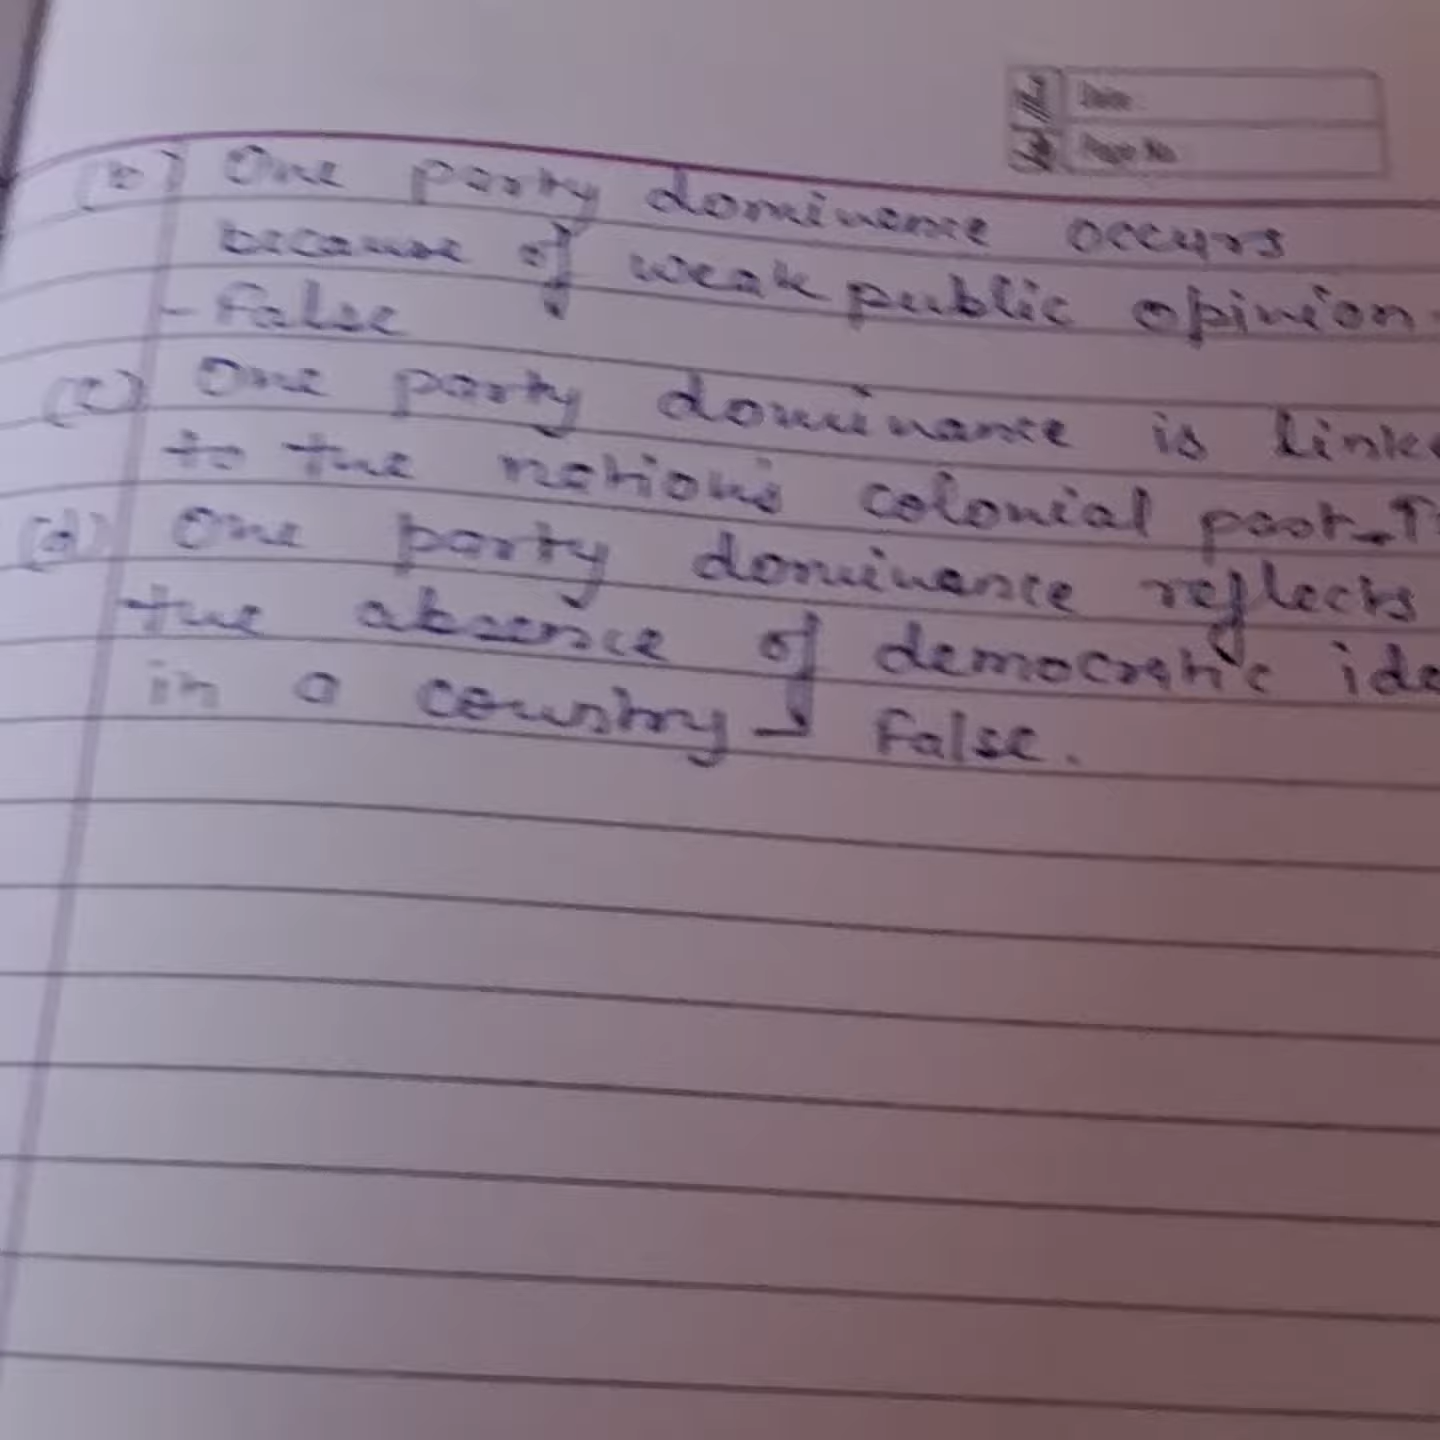 Date
Page No.
(b) One party dominance occurs
because of weak public opinion.
- False
(c) One party dominance is
to the nation's colonial past
(d) One party dominance reflects
the absence of democratic
in a country - False.